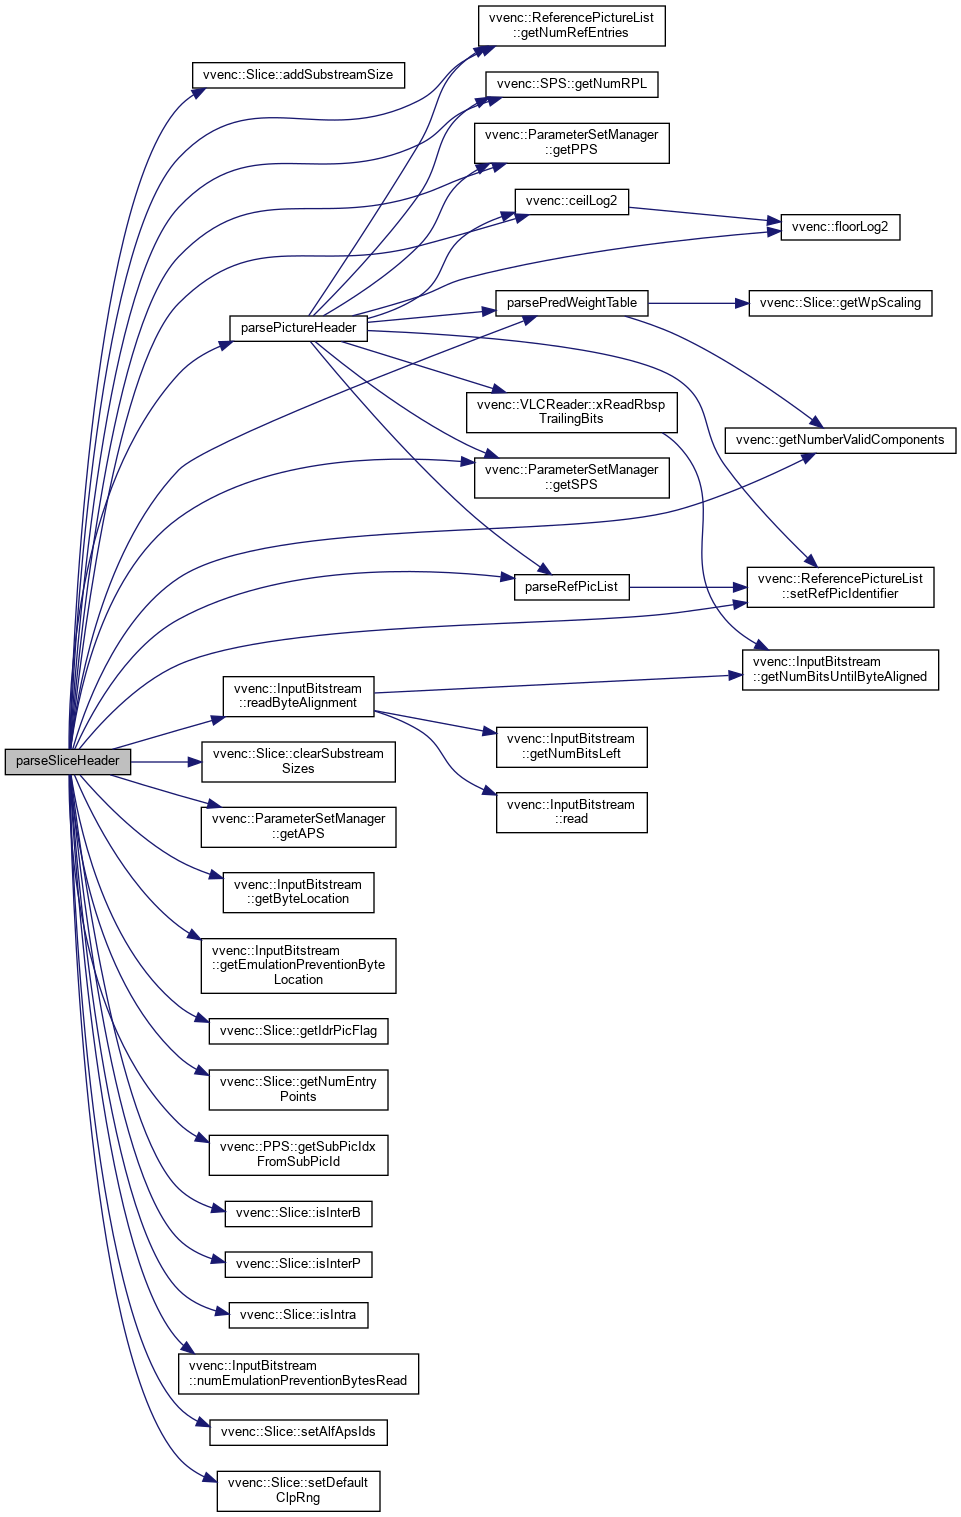 vvenc::ReferencePictureList
::getNumRefEntries
vvenc::Slice::addSubstreamSize
vvenc::SPS::getNumRPL
vvenc::ParameterSetManager
::getPPS
vvenc::ceilLog2
vvenc::floorLog2
parsePredWeightTable
vvenc::Slice::getWpScaling
parsePictureHeader
vvenc::VLCReader::xReadRbsp
TrailingBits
vvenc::getNumberValidComponents
vvenc::ParameterSetManager
::getSPS
parseRefPicList
vvenc::ReferencePictureList
::setRefPicIdentifier
vvenc::InputBitstream
::getNumBitsUntilByteAligned
vvenc::InputBitstream
::readByteAlignment
vvenc::InputBitstream
::getNumBitsLeft
parseSliceHeader
vvenc::Slice::clearSubstream
Sizes
vvenc::InputBitstream
::read
vvenc::ParameterSetManager
::getAPS
vvenc::InputBitstream
::getByteLocation
vvenc::InputBitstream
::getEmulationPreventionByte
Location
vvenc::Slice::getIdrPicFlag
vvenc::Slice::getNumEntry
Points
vvenc::PPS::getSubPicIdx
FromSubPicId
vvenc::Slice::isInterB
vvenc::Slice::isInterP
vvenc::Slice::isIntra
vvenc::InputBitstream
::numEmulationPreventionBytesRead
vvenc::Slice::setAlfApsIds
vvenc::Slice::setDefault
ClpRng